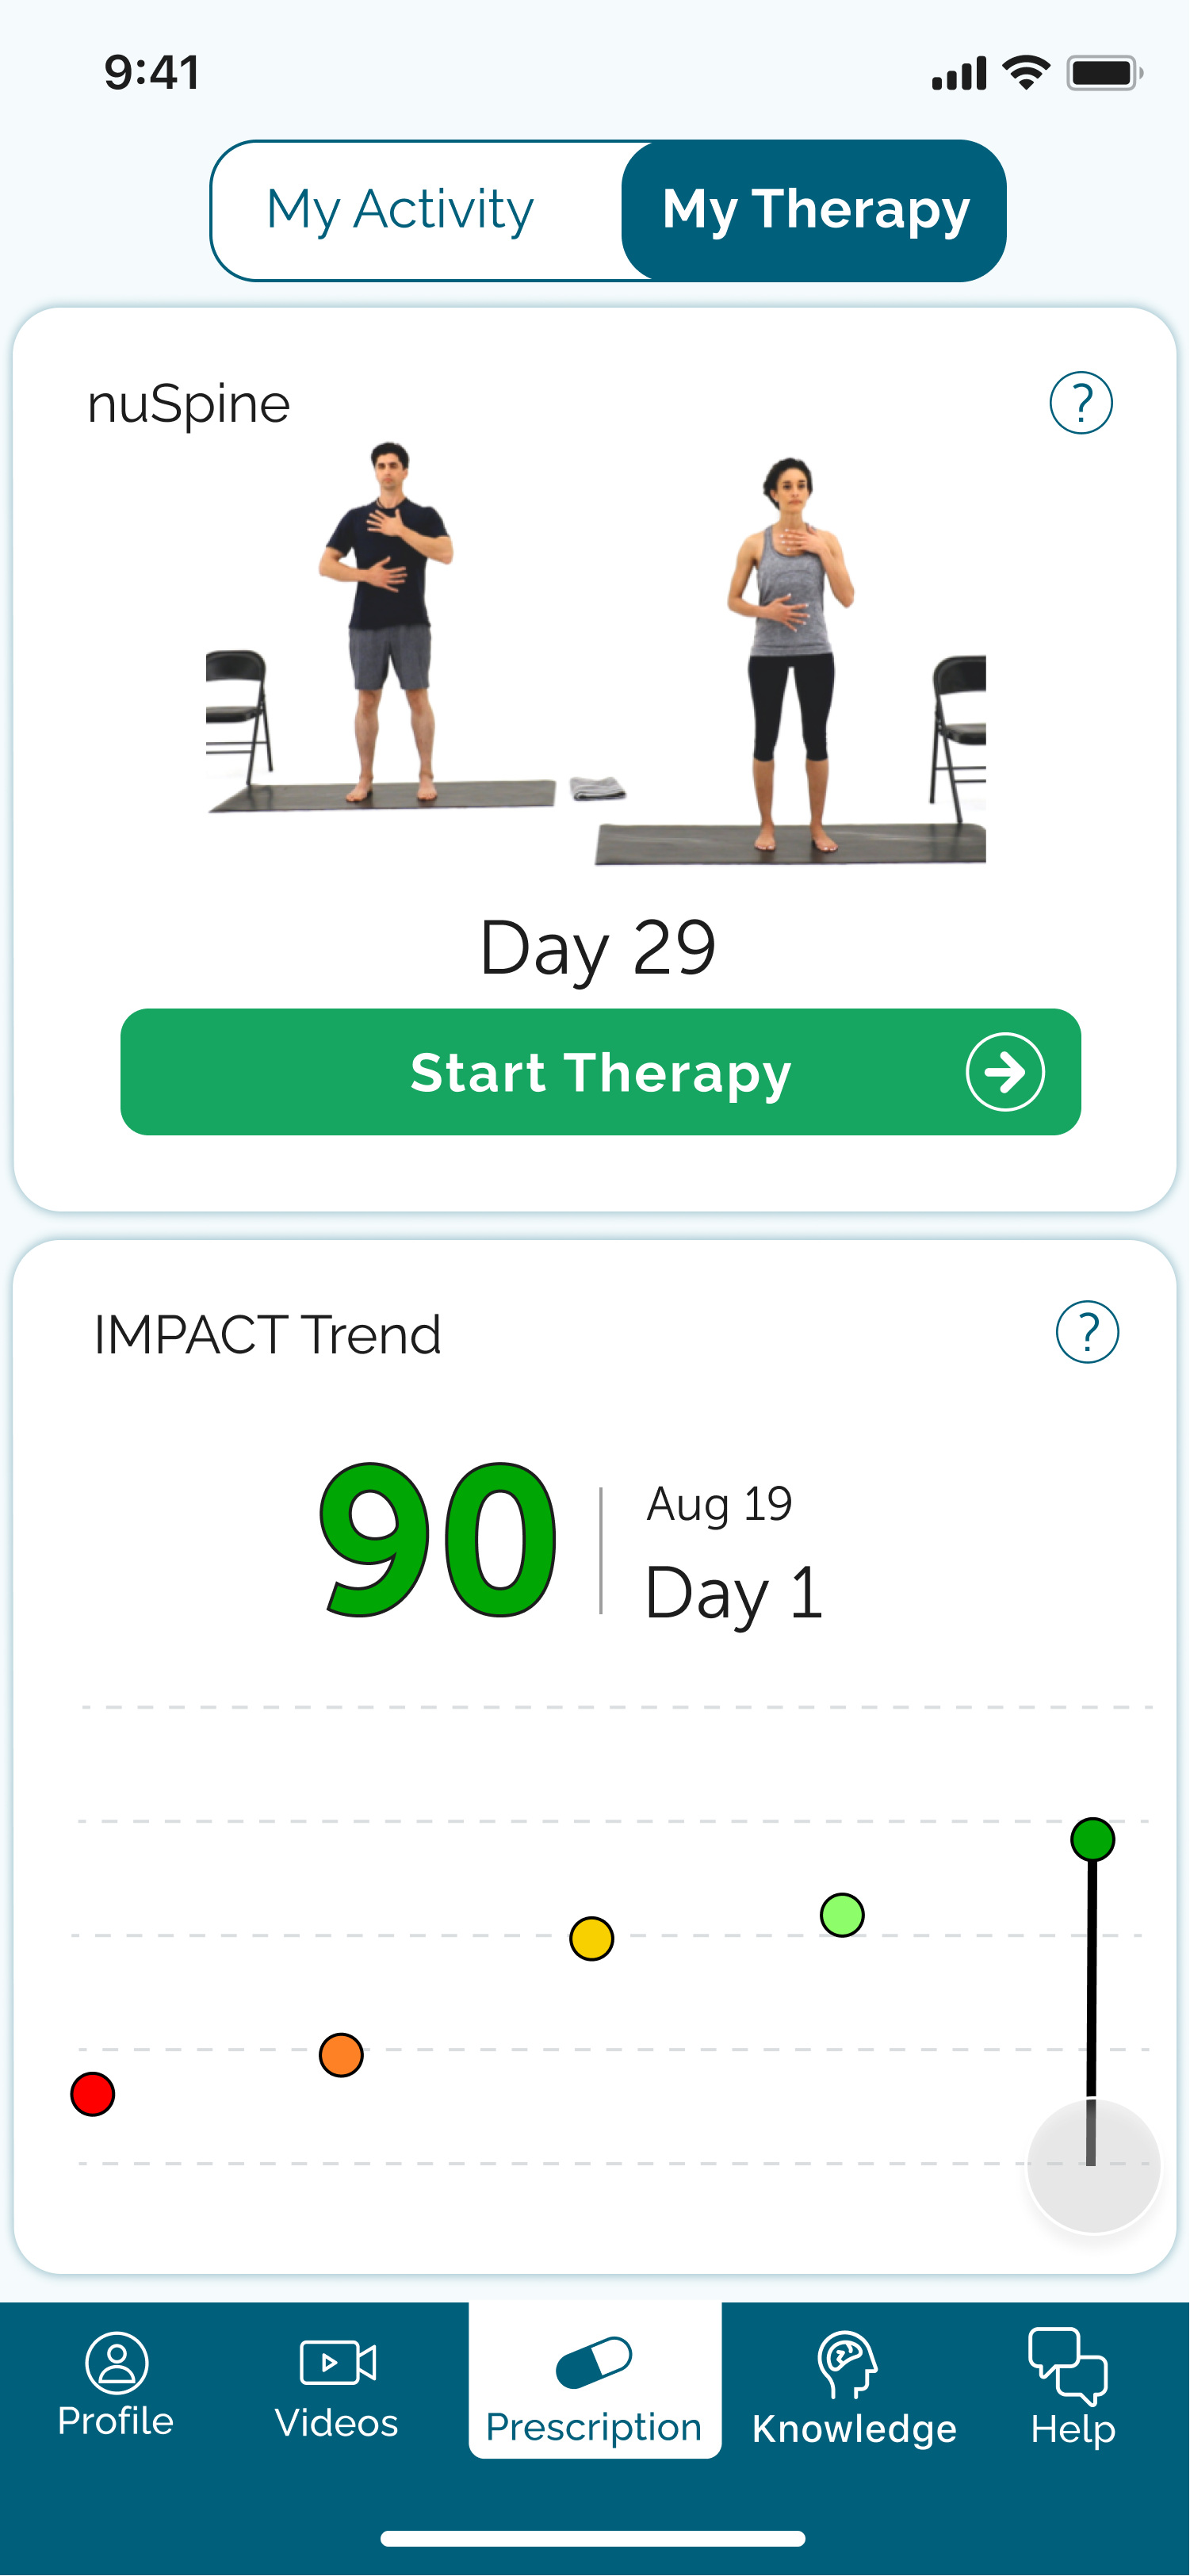 9:41
My Activity
My Therapy
nuSpine
?
Day 29
Start Therapy
IMPACT Trend
?
90
Aug 19
Day 1
Profile
Videos
Prescription
Knowledge
Help